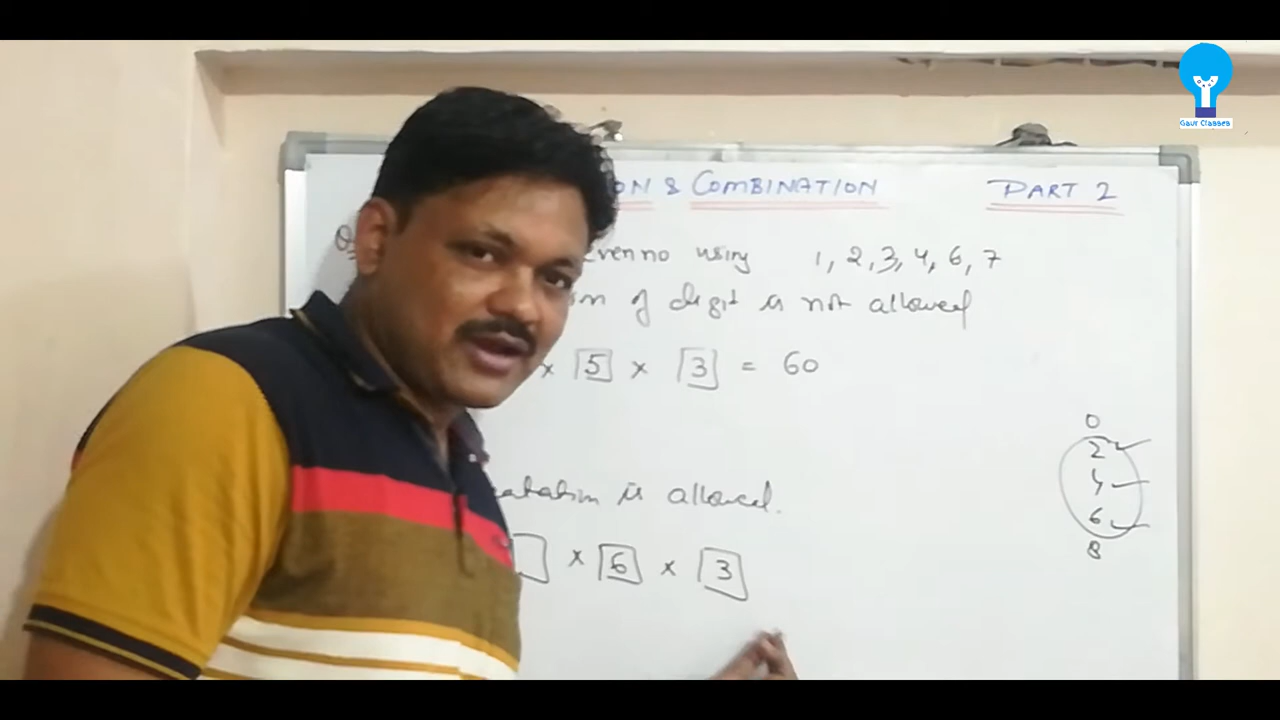 ON & COMBINATION PART 2
Q
even no using 1, 2, 3, 4, 6, 7
of digit is not allowed
× 5 × 3 = 60
0
2
4
6
8
is allowed.
× 6 × 3
Gaur Classes